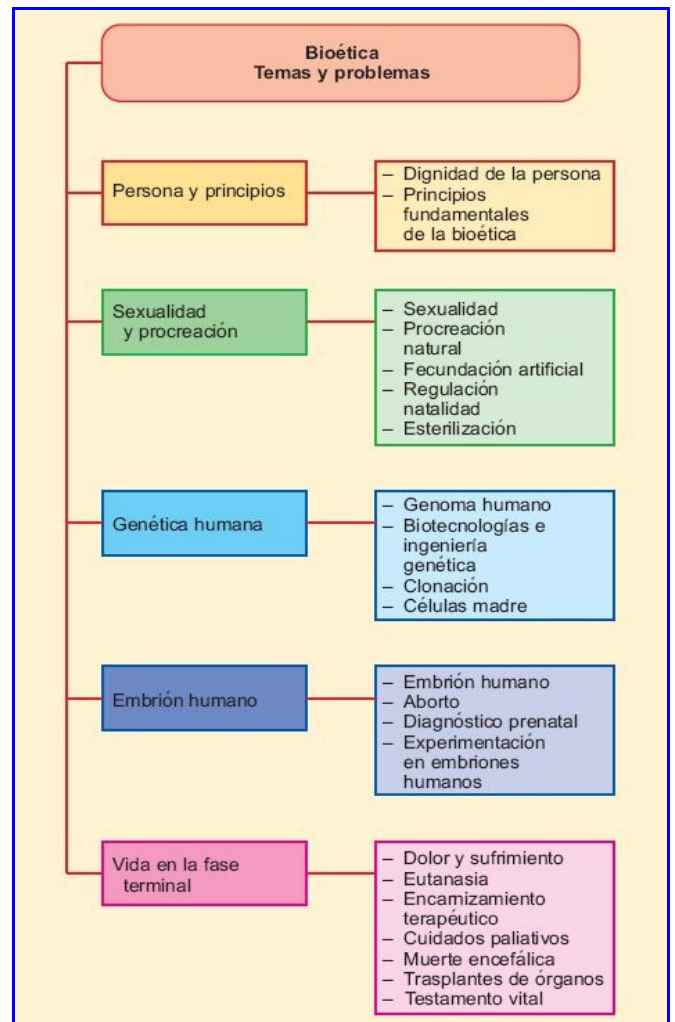 Bioética
Temas y problemas
Persona y principios
– Dignidad de la persona
– Principios
fundamentales
de la bioética
Sexualidad
y procreación
– Sexualidad
– Procreación
natural
– Fecundación artificial
– Regulación
natalidad
– Esterilización
Genética humana
– Genoma humano
– Biotecnologías e
ingeniería
genética
– Clonación
– Células madre
Embrión humano
– Embrión humano
– Aborto
– Diagnóstico prenatal
– Experimentación
en embriones
humanos
Vida en la fase
terminal
– Dolor y sufrimiento
– Eutanasia
– Encarnizamiento
terapéutico
– Cuidados paliativos
– Muerte encefálica
– Trasplantes de órganos
– Testamento vital